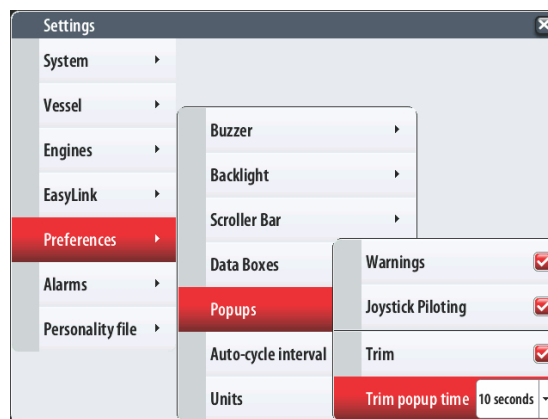 Settings
System
Vessel
Engines
EasyLink
Preferences
Alarms
Personality file
Buzzer
Backlight
Scroller Bar
Data Boxes
Popups
Auto-cycle interval
Units
Warnings
Joystick Piloting
Trim
Trim popup time 10 seconds